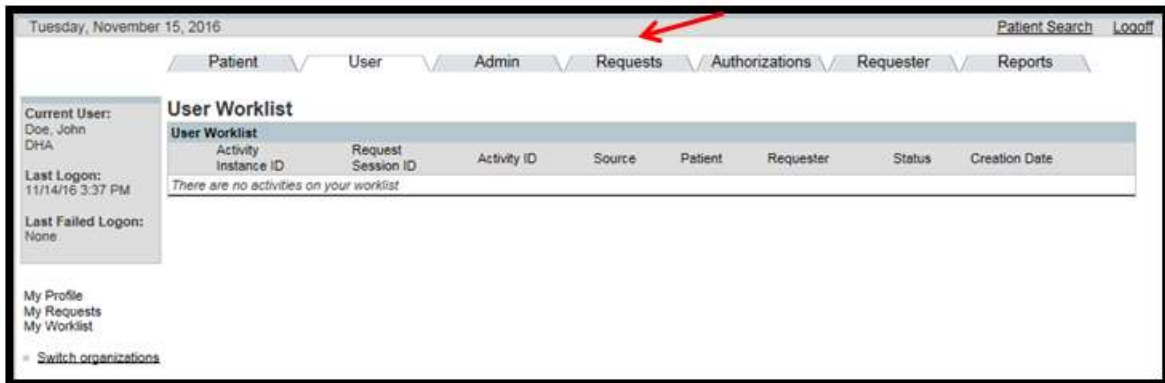 Tuesday, November 15, 2016 Patient Search Logoff
Patient User Admin Requests Authorizations Requester Reports
Current User:
Doe, John
DHA
Last Logon:
11/14/16 3:37 PM
Last Failed Logon:
None
My Profile
My Requests
My Worklist
Switch organizations
User Worklist
User Worklist
Activity Instance ID Request Session ID Activity ID Source Patient Requester Status Creation Date
There are no activities on your worklist